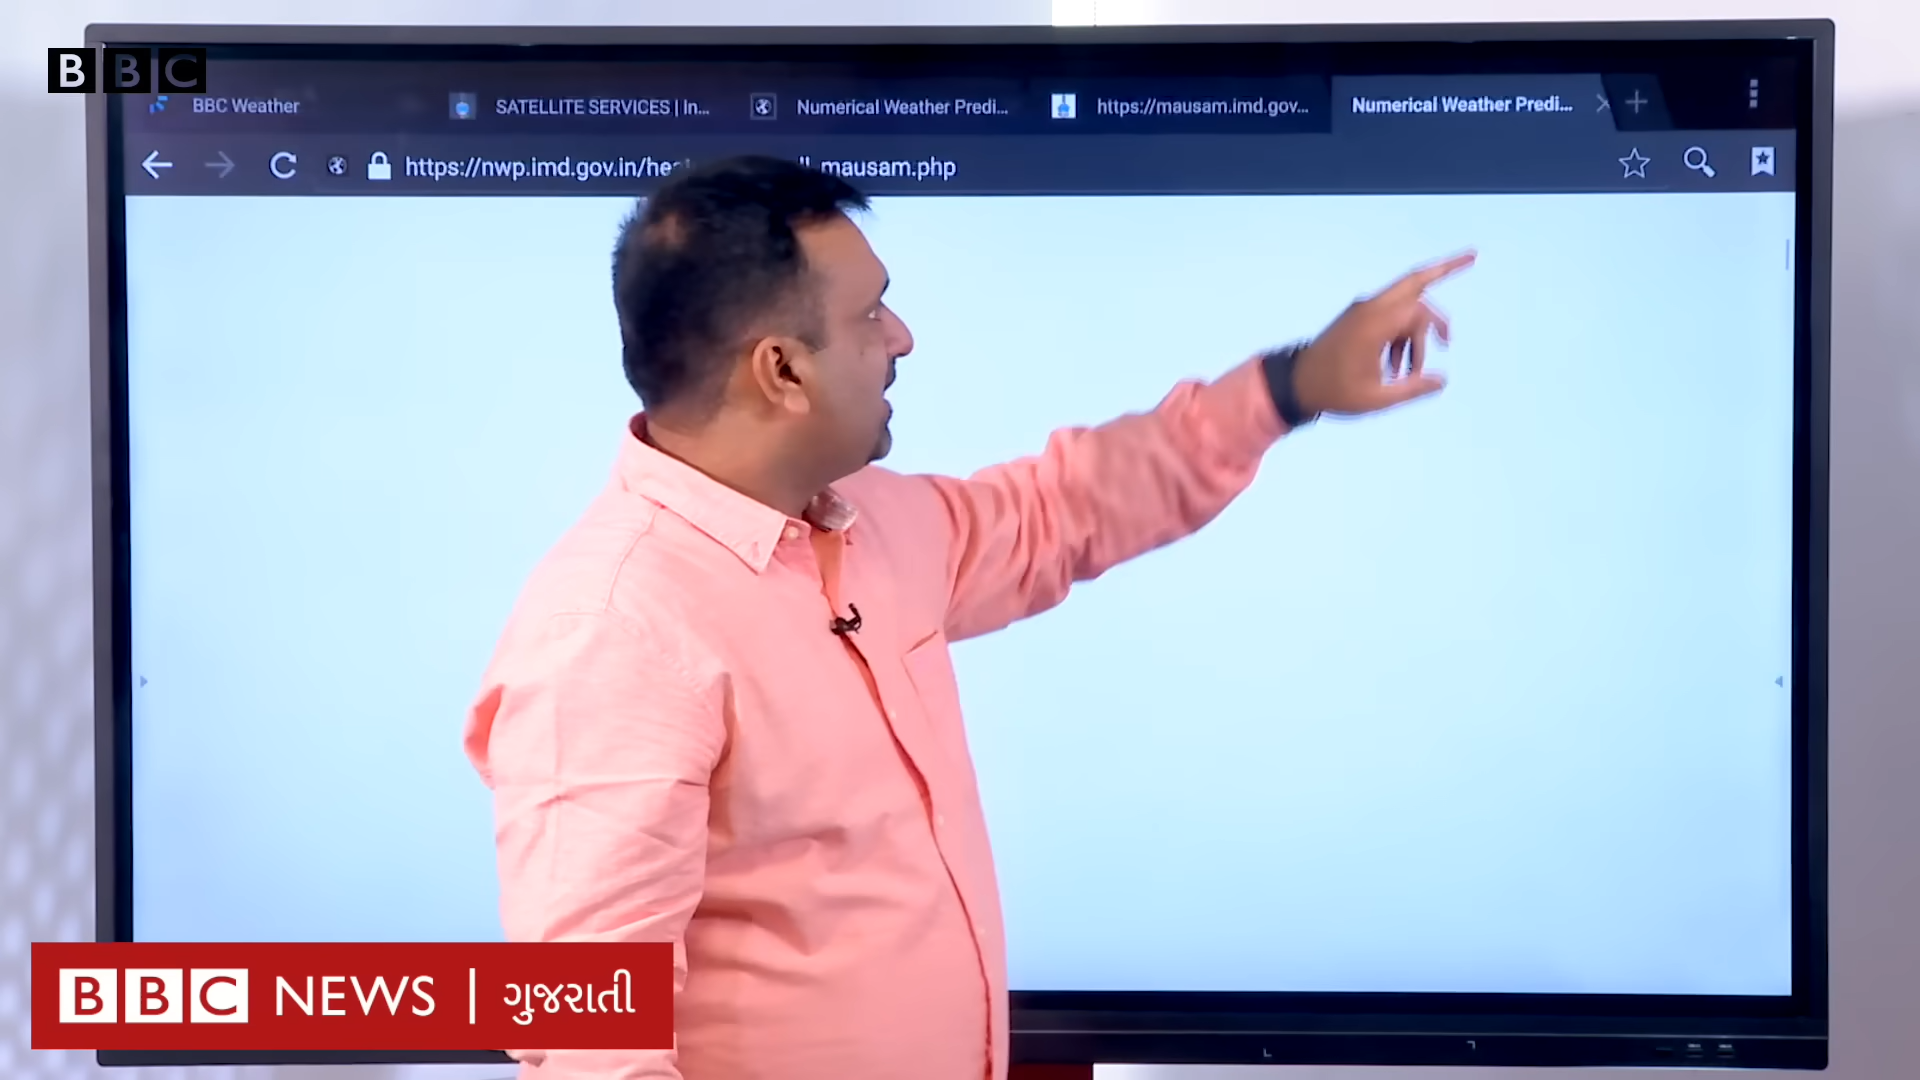 BBC
BBC Weather
SATELLITE SERVICES | In...
Numerical Weather Predi...
https://mausam.imd.gov...
Numerical Weather Predi...
https://nwp.imd.gov.in/hea mausam.php
BBC NEWS | ગુજરાતી